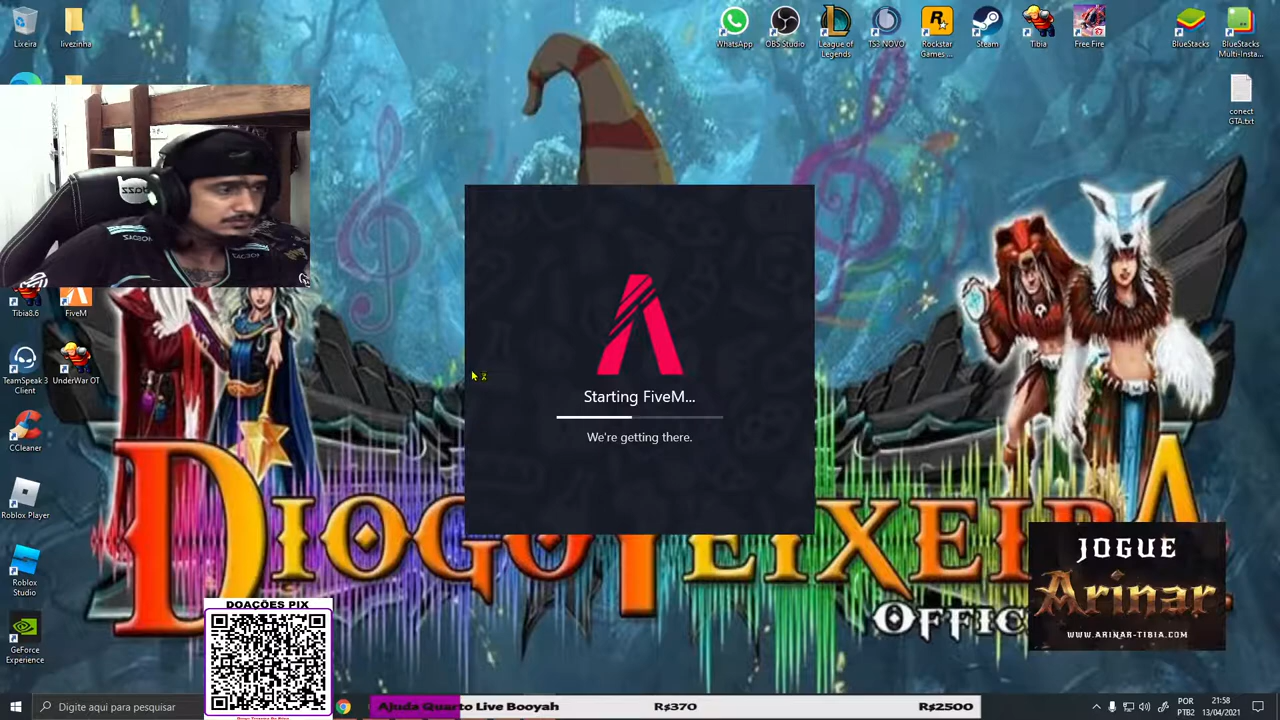 Lixeira
livezinha
WhatsApp
OBS Studio
League of
Legends
TS3 NOVO
Rockstar
Games ...
Steam
Tibia
Free Fire
BlueStacks
BlueStacks
Multi-Insta...
conect
GTA.txt
Tibia8.6
FiveM
TeamSpeak 3
Client
UnderWar OT
CCleaner
Roblox Player
Roblox
Studio
GeForce
Experience
Starting FiveM...
We're getting there.
DIOGO TEIXEIRA
OFFIC
JOGUE
Arinar
WWW.ARINAR-TIBIA.COM
DOAÇÕES PIX
Digite aqui para pesquisar
Ajuda Quarto Live Booyah
R$370
R$2500
POR
PTB2
21:58
13/04/2021